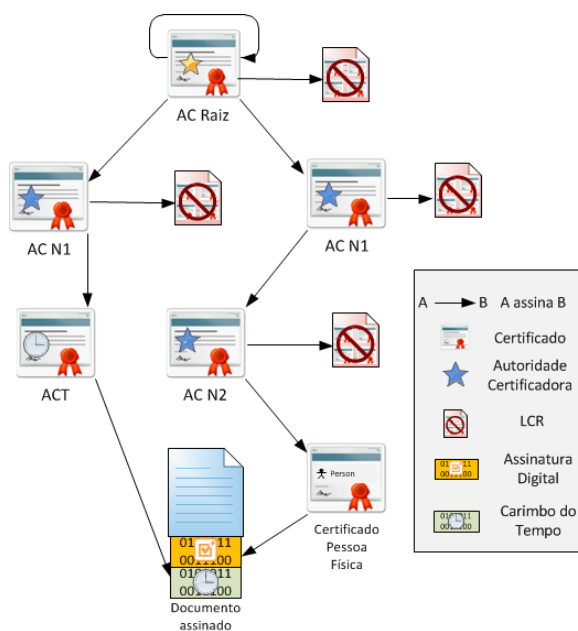 AC Raiz
AC N1
AC N1
ACT
AC N2
Person
Certificado
Pessoa
Física
Documento
assinado
A B A assina B
Certificado
Autoridade
Certificadora
LCR
Assinatura
Digital
Carimbo do
Tempo